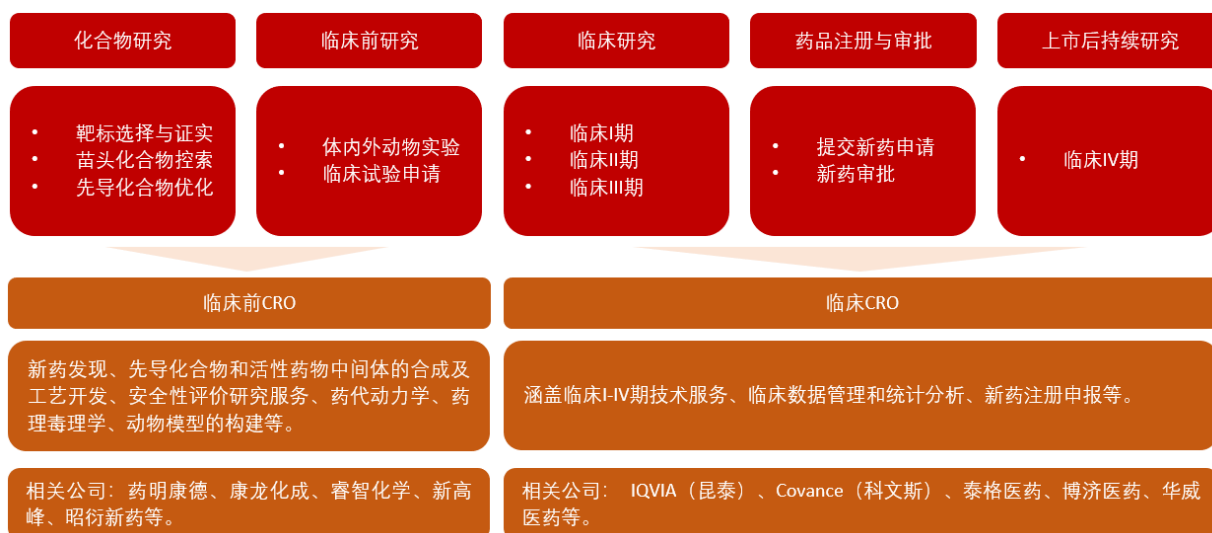 化合物研究
临床前研究
临床研究
药品注册与审批
上市后持续研究
• 靶标选择与证实
• 苗头化合物控索
• 先导化合物优化
• 体内外动物实验
• 临床试验申请
• 临床I期
• 临床II期
• 临床III期
• 提交新药申请
• 新药审批
• 临床IV期
临床前CRO
临床CRO
新药发现、先导化合物和活性药物中间体的合成及
工艺开发、安全性评价研究服务、药代动力学、药
理毒理学、动物模型的构建等。
涵盖临床I-IV期技术服务、临床数据管理和统计分析、新药注册申报等。
相关公司：药明康德、康龙化成、睿智化学、新高
峰、昭衍新药等。
相关公司： IQVIA（昆泰）、Covance（科文斯）、泰格医药、博济医药、华威
医药等。